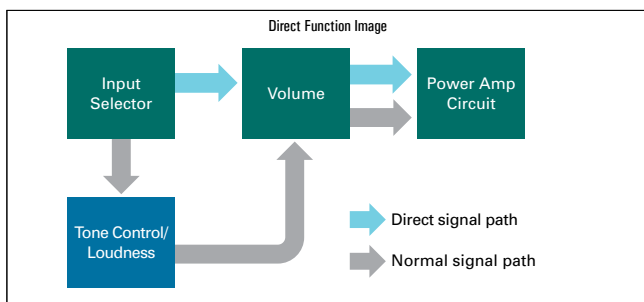 Direct Function Image
Input
Selector
Volume
Power Amp
Circuit
Tone Control/
Loudness
Direct signal path
Normal signal path